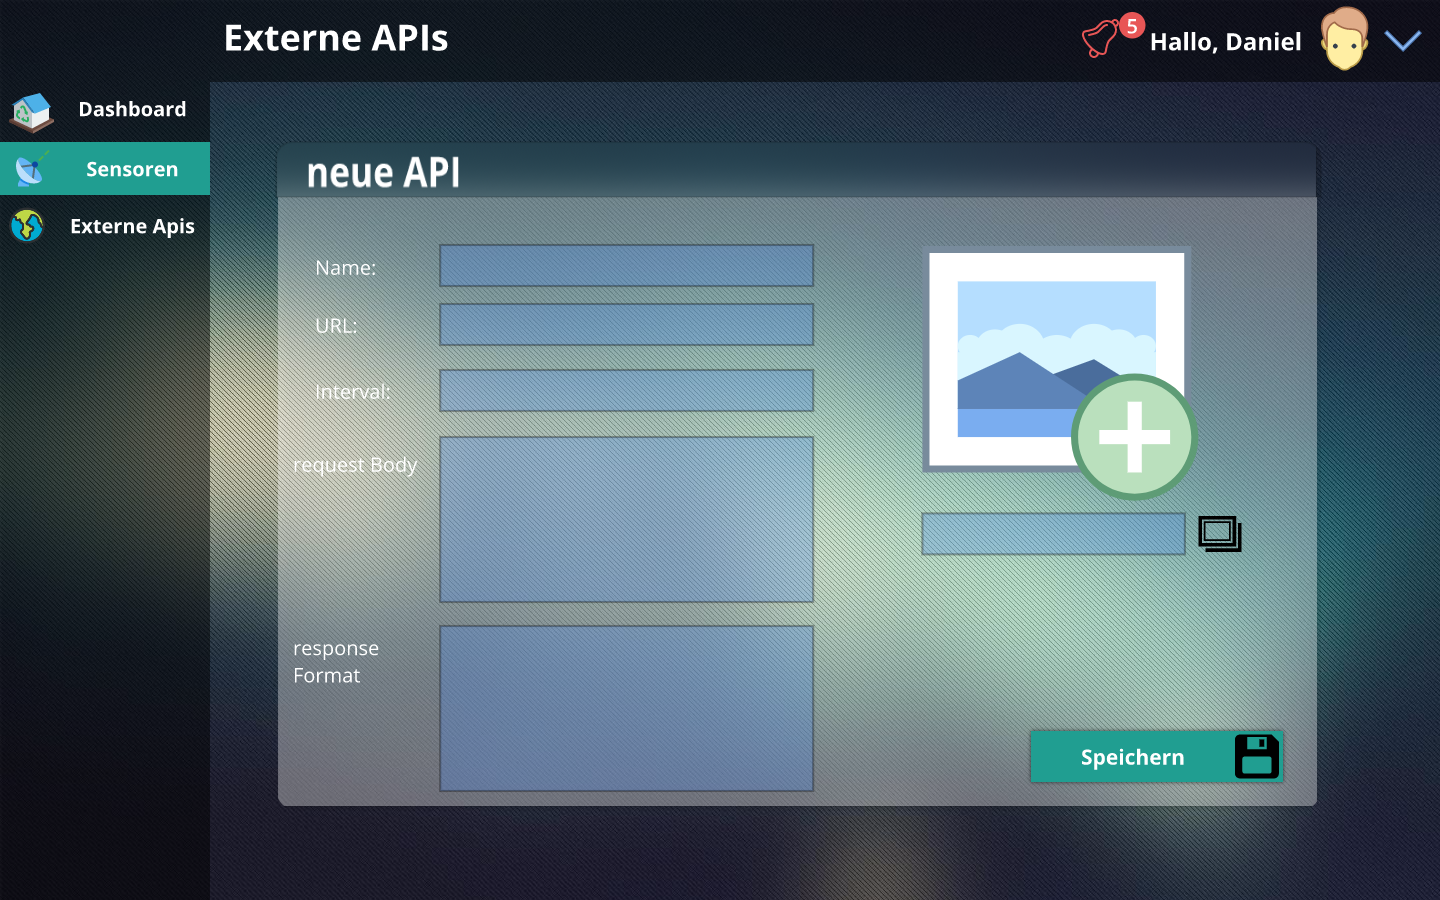 Externe APIs
5
Hallo, Daniel
Dashboard
Sensoren
Externe Apis
neue API
Name:
URL:
Interval:
request Body
response
Format
Speichern